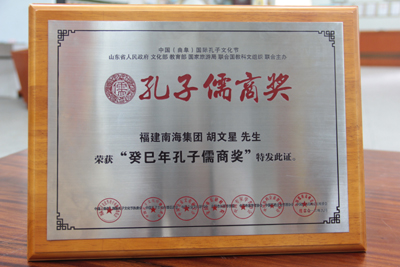 中国（曲阜）国际孔子文化节
山东省人民政府 文化部 教育部 国家旅游局 联合国教科文组织 联合主办
孔子儒商奖
福建南海集团 胡文星 先生
荣获“癸巳年孔子儒商奖”特发此证。